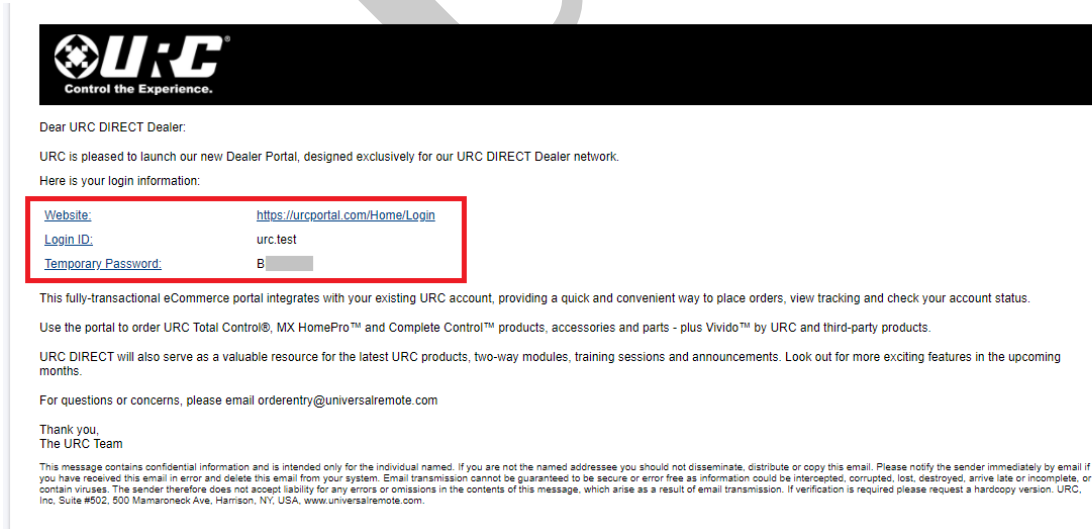 URC®
Control the Experience.
Dear URC DIRECT Dealer:
URC is pleased to launch our new Dealer Portal, designed exclusively for our URC DIRECT Dealer network.
Here is your login information:
Website: https://urcportal.com/Home/Login
Login ID: urc.test
Temporary Password: B
This fully-transactional eCommerce portal integrates with your existing URC account, providing a quick and convenient way to place orders, view tracking and check your account status.
Use the portal to order URC Total Control®, MX HomePro™ and Complete Control™ products, accessories and parts - plus Vivido™ by URC and third-party products.
URC DIRECT will also serve as a valuable resource for the latest URC products, two-way modules, training sessions and announcements. Look out for more exciting features in the upcoming
months.
For questions or concerns, please email orderentry@universalremote.com
Thank you,
The URC Team
This message contains confidential information and is intended only for the individual named. If you are not the named addressee you should not disseminate, distribute or copy this email. Please notify the sender immediately by email if
you have received this email in error and delete this email from your system. Email transmission cannot be guaranteed to be secure or error free as information could be intercepted, corrupted, lost, destroyed, arrive late or incomplete, or
contain viruses. The sender therefore does not accept liability for any errors or omissions in the contents of this message, which arise as a result of email transmission. If verification is required please request a hardcopy version. URC,
Inc, Suite #502, 500 Mamaroneck Ave, Harrison, NY, USA, www.universalremote.com.